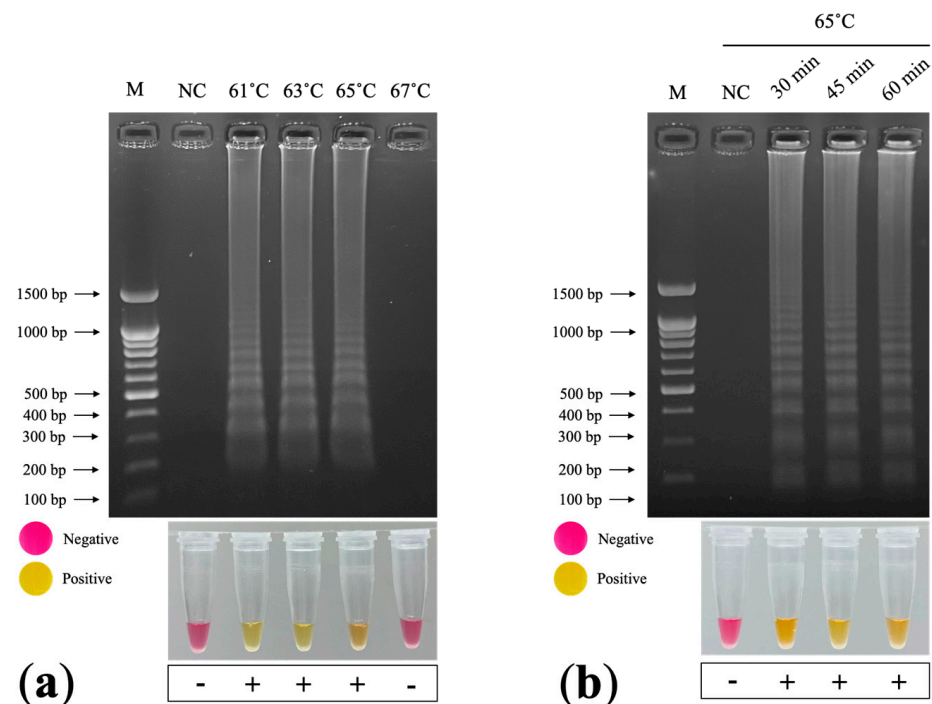 65˚C
M NC 61˚C 63˚C 65˚C 67˚C
M NC 30 min 45 min 60 min
1500 bp
1000 bp
500 bp
400 bp
300 bp
200 bp
100 bp
1500 bp
1000 bp
500 bp
400 bp
300 bp
200 bp
100 bp
Negative
Positive
Negative
Positive
(a)
- + + + -
(b)
- + + +